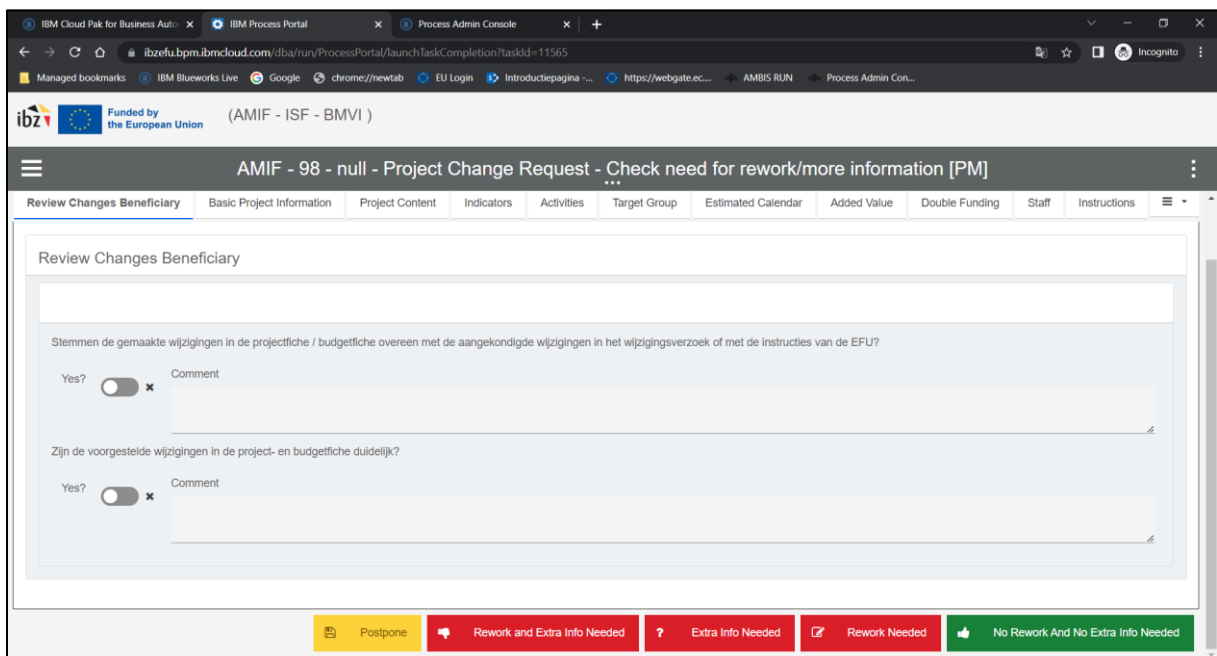 IBM Cloud Pak for Business Auto
IBM Process Portal
Process Admin Console
ibzefu.bpm.ibmcloud.com/dba/run/ProcessPortal/launchTaskCompletion?taskId=11565
Incognito
Managed bookmarks
IBM Blueworks Live
Google
chrome://newtab
EU Login
Introductiepagina -...
https://webgate.ec....
AMBIS RUN
Process Admin Con...
ibz
Funded by
the European Union
(AMIF - ISF - BMVI )
AMIF - 98 - null - Project Change Request - Check need for rework/more information [PM]
Review Changes Beneficiary
Basic Project Information
Project Content
Indicators
Activities
Target Group
Estimated Calendar
Added Value
Double Funding
Staff
Instructions
Review Changes Beneficiary
Stemmen de gemaakte wijzigingen in de projectfiche / budgetfiche overeen met de aangekondigde wijzigingen in het wijzigingsverzoek of met de instructies van de EFU?
Yes?
Comment
Zijn de voorgestelde wijzigingen in de project- en budgetfiche duidelijk?
Yes?
Comment
Postpone
Rework and Extra Info Needed
? Extra Info Needed
Rework Needed
No Rework And No Extra Info Needed